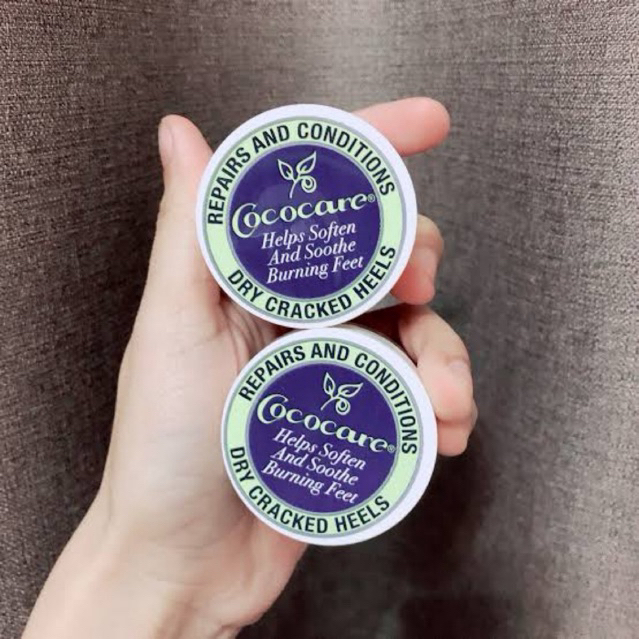 REPAIRS AND CONDITIONS
Cococare®
Helps Soften
And Soothe
Burning Feet
DRY CRACKED HEELS
REPAIRS AND CONDITIONS
Cococare®
Helps Soften
And Soothe
Burning Feet
DRY CRACKED HEELS